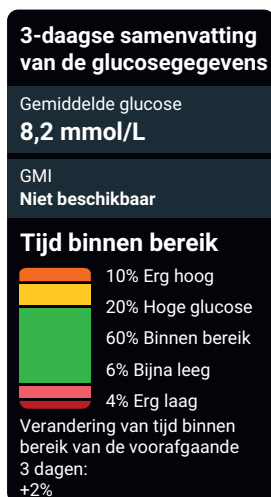 3-daagse samenvatting
van de glucosegegevens
Gemiddelde glucose
8,2 mmol/L
GMI
Niet beschikbaar
Tijd binnen bereik
10% Erg hoog
20% Hoge glucose
60% Binnen bereik
6% Bijna leeg
4% Erg laag
Verandering van tijd binnen
bereik van de voorafgaande
3 dagen:
+2%